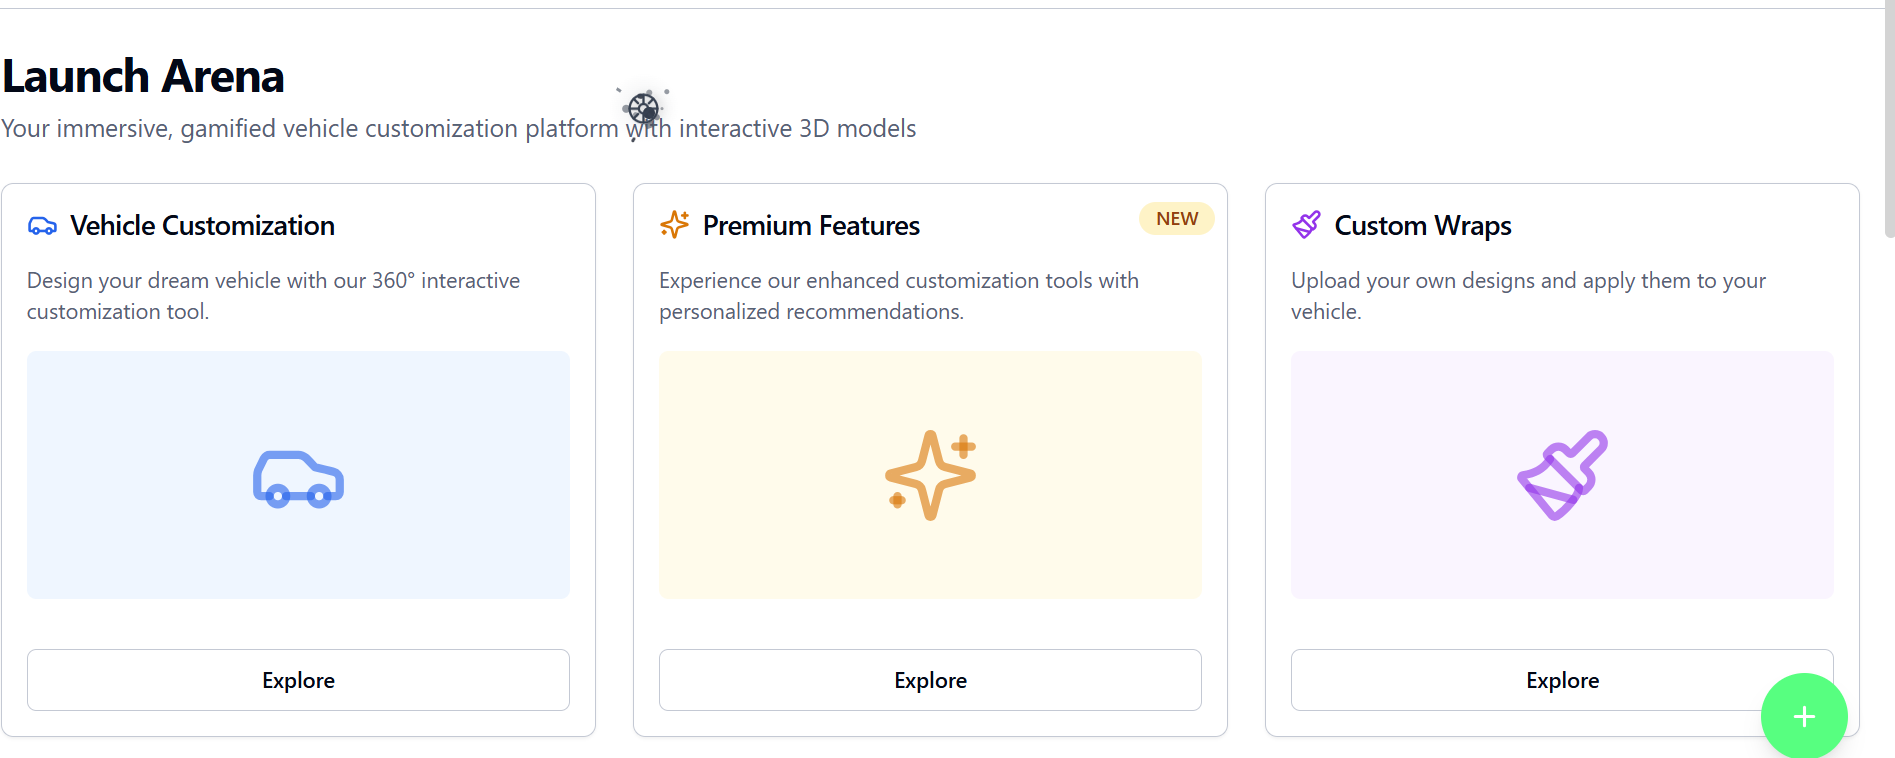 Launch Arena
Your immersive, gamified vehicle customization platform with interactive 3D models
Vehicle Customization
Design your dream vehicle with our 360° interactive
customization tool.
Explore
Premium Features
NEW
Experience our enhanced customization tools with
personalized recommendations.
Explore
Custom Wraps
Upload your own designs and apply them to your
vehicle.
Explore
+